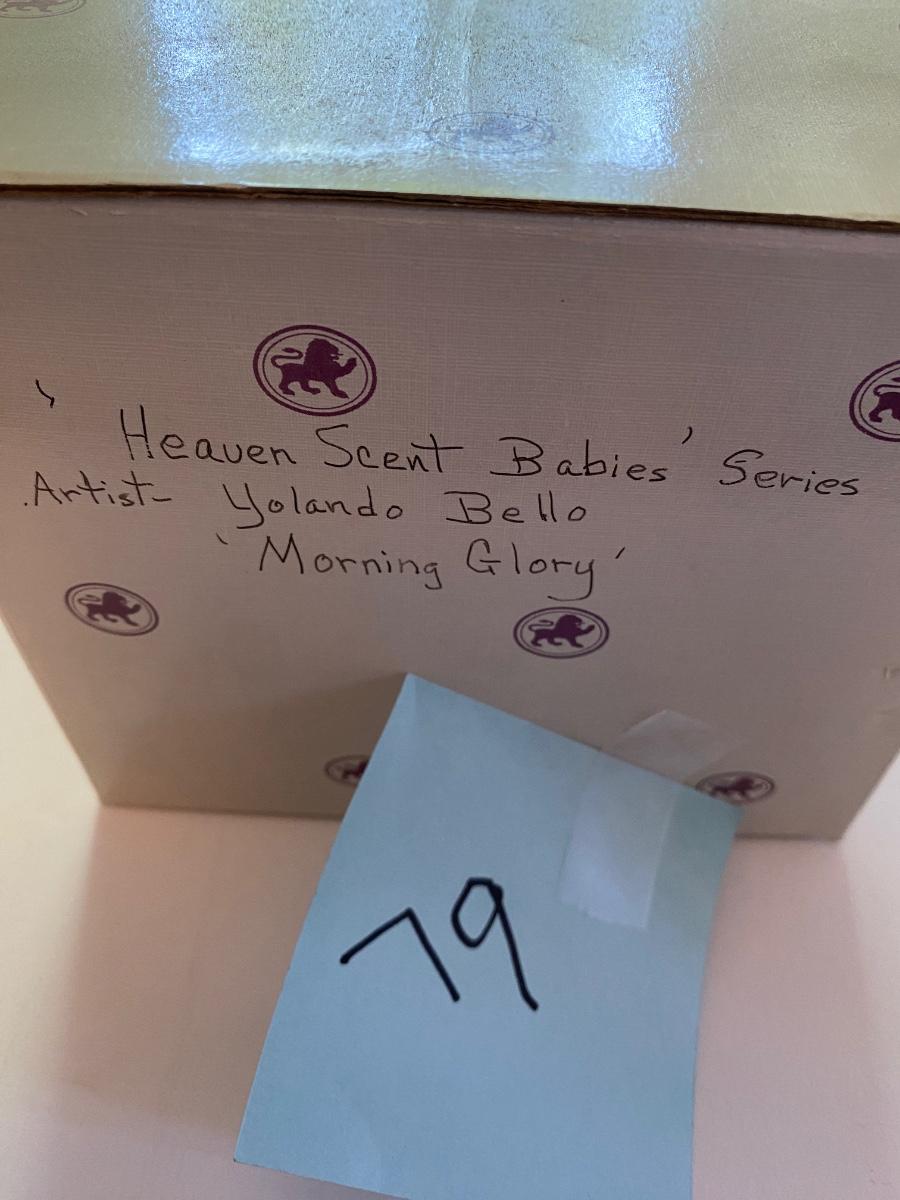 'Heaven Scent Babies' Series
Artist- Yolando Bello
'Morning Glory'
79